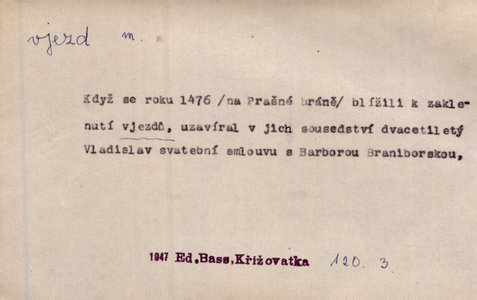 vjezd m.
Když se roku 1476 /na Prašné bráně/ blížili k zakle-
nutí vjezdů, uzavíral v jich sousedství dvacetiletý
Vladislav svatební smlouvu s Barborou Braniborskou,
1947 Ed.Bass,Křižovatka 120. 3